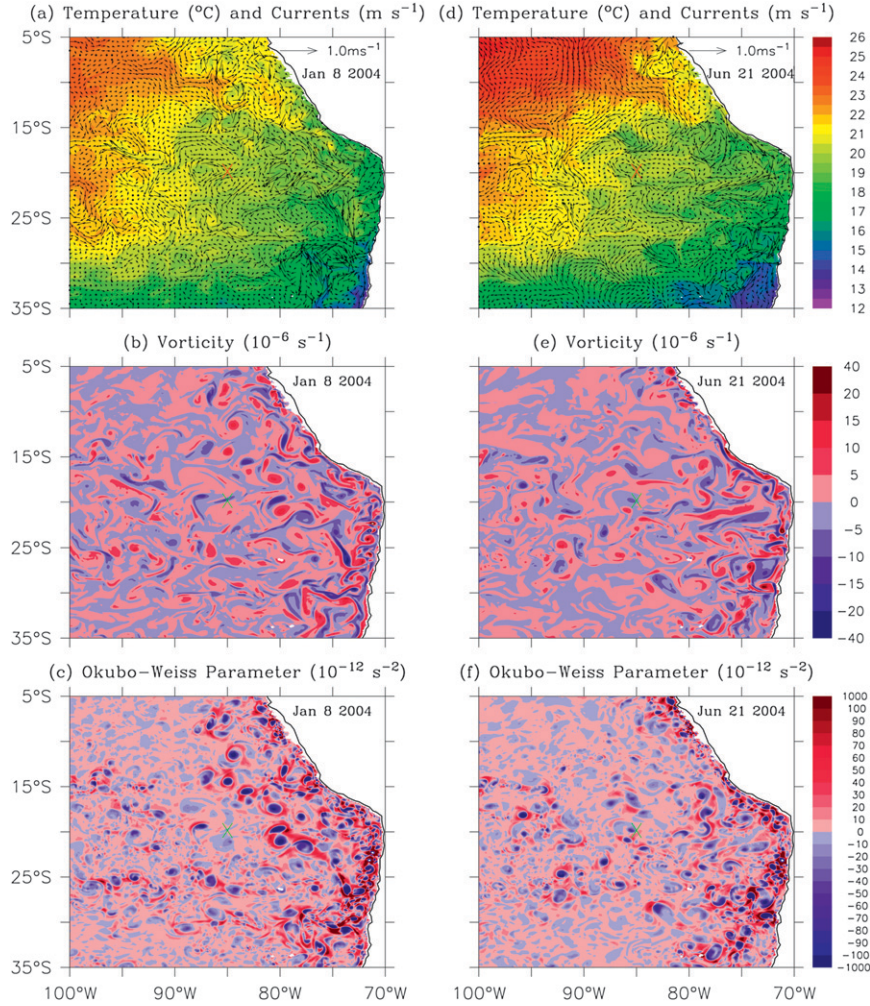 (a) Temperature (°C) and Currents (m s⁻¹)
(d) Temperature (°C) and Currents (m s⁻¹)
5°S
15°S
25°S
35°S
1.0ms⁻¹
Jan 8 2004
1.0ms⁻¹
Jun 21 2004
26
25
24
23
22
21
20
19
18
17
16
15
14
13
12
(b) Vorticity (10⁻⁶ s⁻¹)
(e) Vorticity (10⁻⁶ s⁻¹)
5°S
15°S
25°S
35°S
Jan 8 2004
Jun 21 2004
40
20
15
10
5
0
−5
−10
−15
−20
−40
(c) Okubo−Weiss Parameter (10⁻¹² s⁻²)
(f) Okubo−Weiss Parameter (10⁻¹² s⁻²)
5°S
15°S
25°S
35°S
Jan 8 2004
Jun 21 2004
1000
1000
90
80
70
60
50
40
30
20
10
0
−10
−20
−30
−40
−50
−60
−70
−80
−90
−100
−1000
100°W
90°W
80°W
70°W
100°W
90°W
80°W
70°W